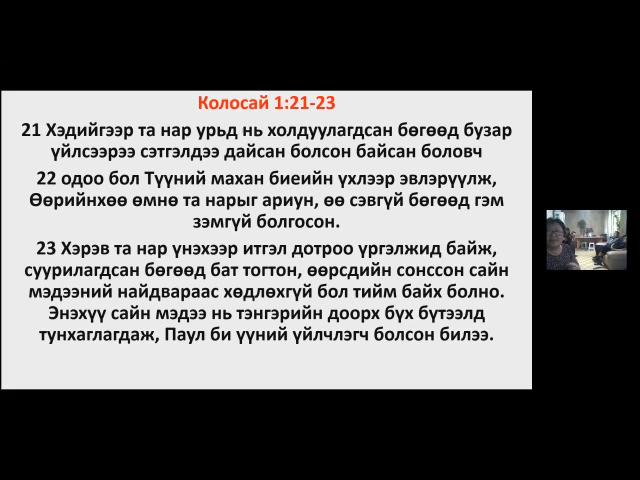 Колосай 1:21-23
21 Хэдийгээр та нар урьд нь холдуулагдсан бөгөөд бузар
үйлсээрээ сэтгэлдээ дайсан болсон байсан боловч
22 одоо бол Түүний махан биеийн үхлээр эвлэрүүлж,
Өөрийнхөө өмнө та нарыг ариун, өө сэвгүй бөгөөд гэм
зэмгүй болгосон.
23 Хэрэв та нар үнэхээр итгэл дотроо үргэлжид байж,
суурилагдсан бөгөөд бат тогтон, өөрсдийн сонссон сайн
мэдээний найдвараас хөдлөхгүй бол тийм байх болно.
Энэхүү сайн мэдээ нь тэнгэрийн доорх бүх бүтээлд
тунхаглагдаж, Паул би үүний үйлчлэгч болсон билээ.